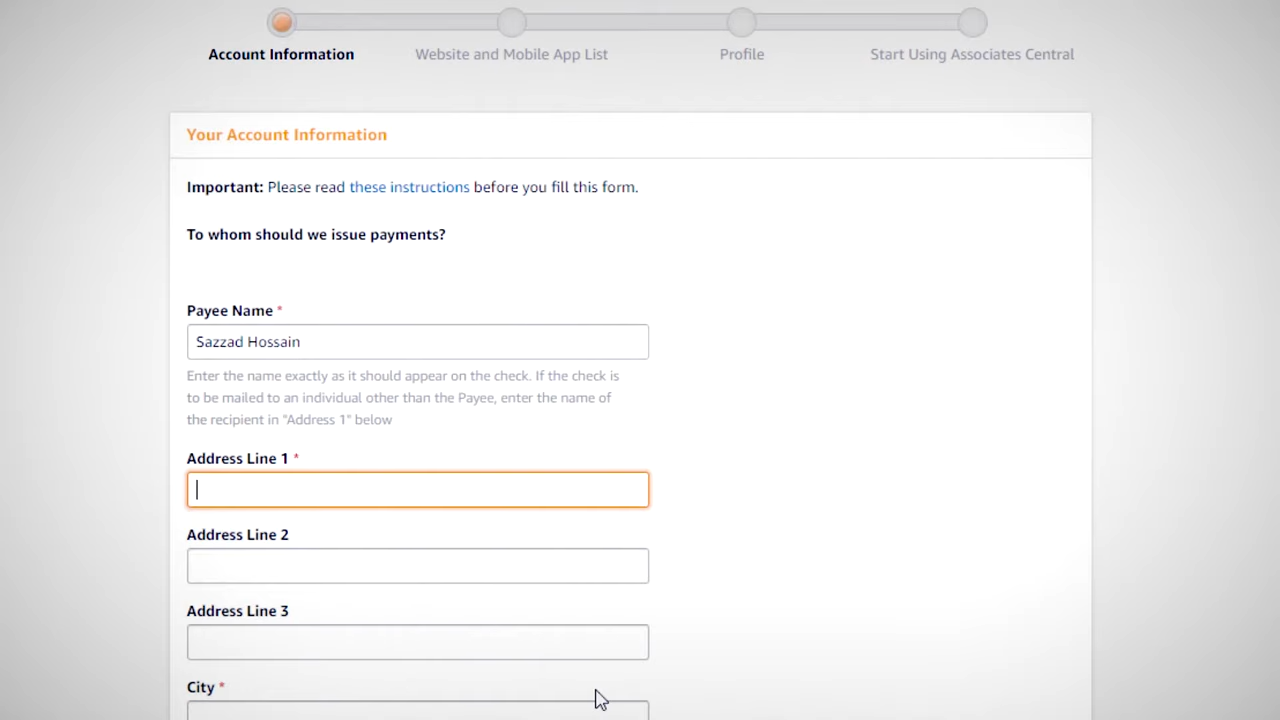 Account Information
Website and Mobile App List
Profile
Start Using Associates Central
Your Account Information
Important: Please read these instructions before you fill this form.
To whom should we issue payments?
Payee Name *
Sazzad Hossain
Enter the name exactly as it should appear on the check. If the check is
to be mailed to an individual other than the Payee, enter the name of
the recipient in "Address 1" below
Address Line 1 *
Address Line 2
Address Line 3
City *